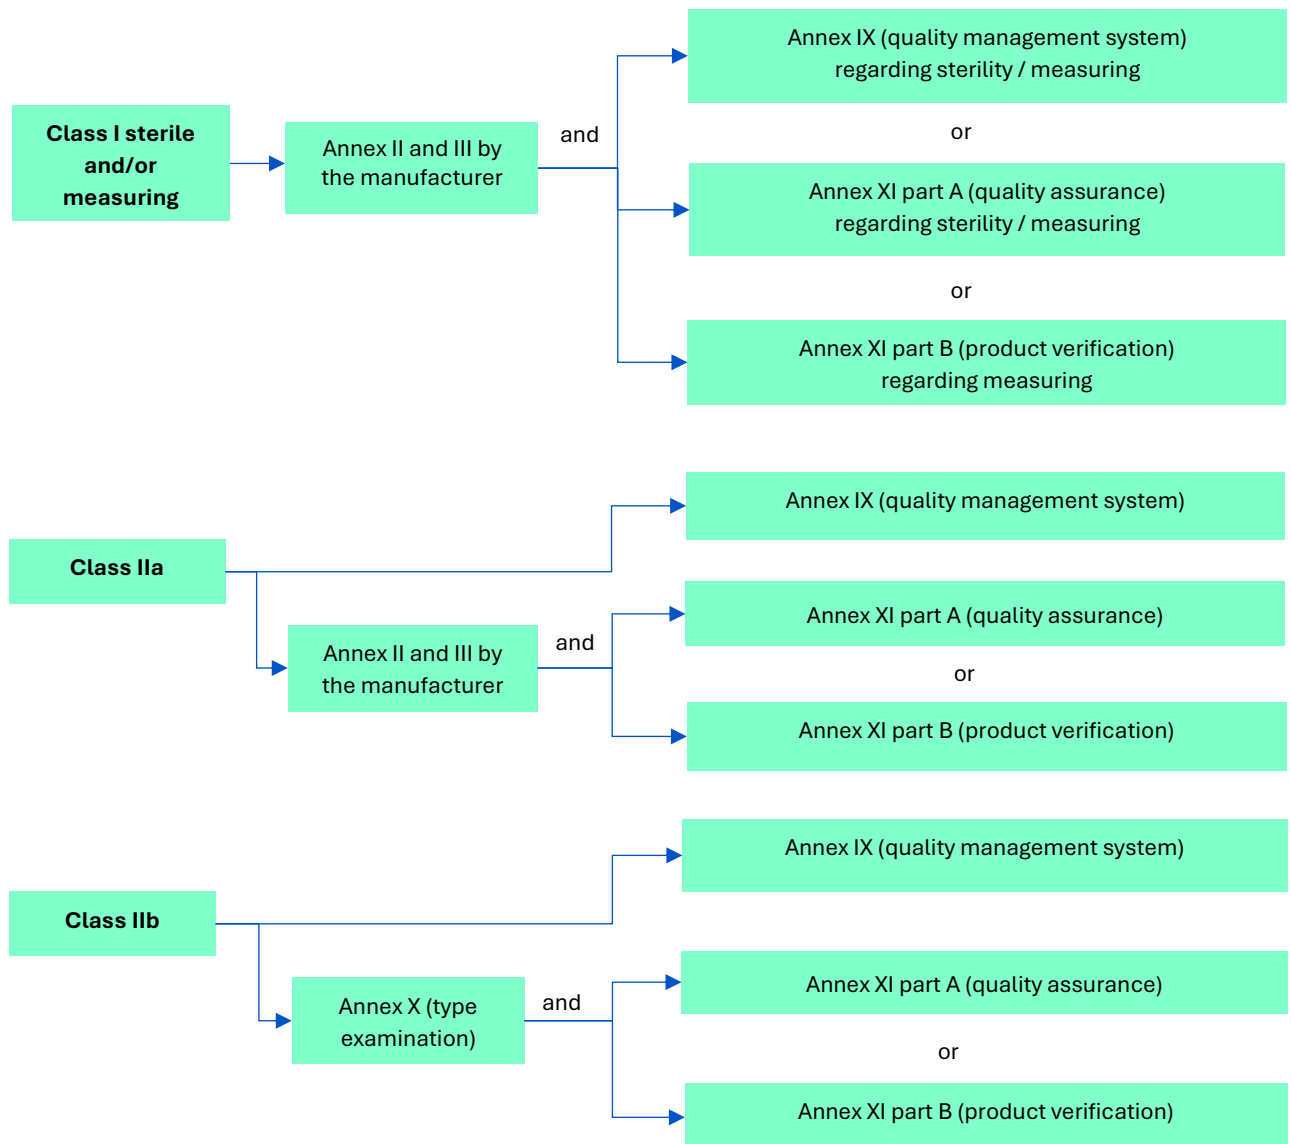 Class I sterile
and/or
measuring
Annex II and III by
the manufacturer
and
Annex IX (quality management system)
regarding sterility / measuring
or
Annex XI part A (quality assurance)
regarding sterility / measuring
or
Annex XI part B (product verification)
regarding measuring
Class IIa
Annex IX (quality management system)
Annex II and III by
the manufacturer
and
Annex XI part A (quality assurance)
or
Annex XI part B (product verification)
Class IIb
Annex IX (quality management system)
Annex X (type
examination)
and
Annex XI part A (quality assurance)
or
Annex XI part B (product verification)